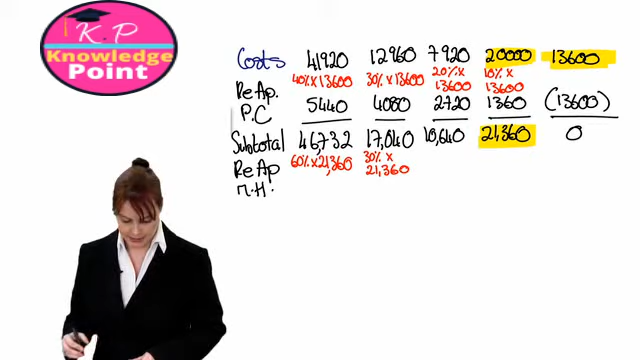 K.P
Knowledge
Point
Costs 41920 12960 7920 20000 13600
Re Ap. 40% x 13600 30% x 13600 20% x 13600 10% x 13600
P.C 5440 4080 2720 1360 (13600)
Subtotal 46,732 17,040 10,640 21,360 0
Re Ap 60% x 21,360 30% x 21,360
M.H.